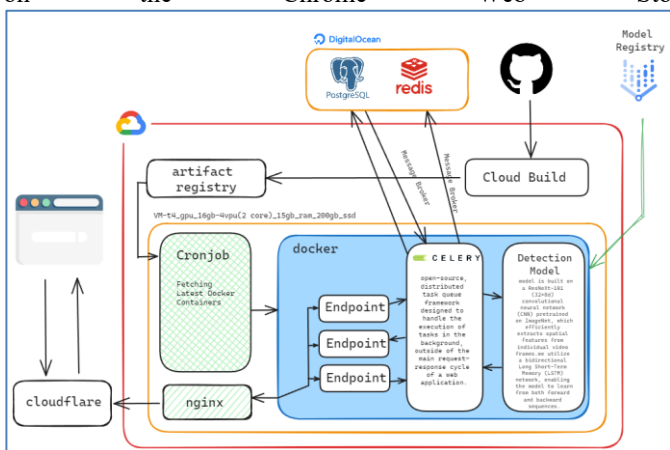 on the Chrome Web Sto
DigitalOcean
PostgreSQL
redis
Model
Registry
artifact
registry
Message Broker
Message Broker
Cloud Build
VM-t4_gpu_16gb-4vpu(2 core)_15gb_ram_200gb_ssd
Cronjob
Fetching
Latest Docker
Containers
docker
CELERY
open-source,
distributed
task queue
framework
designed to
handle the
execution of
tasks in the
background,
outside of the
main request-
response cycle
of a web
application.
Detection
Model
model is built on
a ResNeXt-101
(32×8d)
convolutional
neural network
(CNN) pretrained
on ImageNet, which
efficiently
extracts spatial
features from
individual video
frames.we utilize a
bidirectional
Long Short-Term
Memory (LSTM)
network, enabling
the model to learn
from both forward
and backward
sequences.
Endpoint
Endpoint
Endpoint
cloudflare
nginx